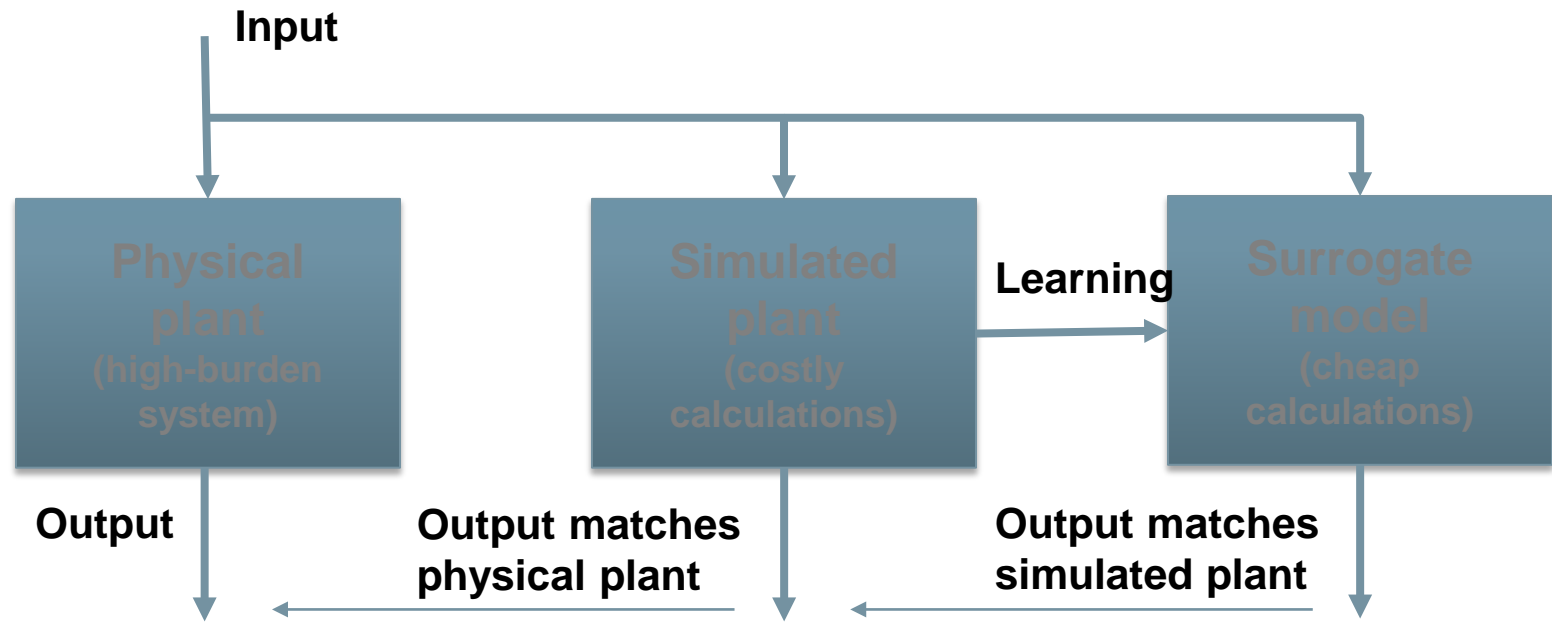 Input
Physical
plant
(high-burden
system)
Simulated
plant
(costly
calculations)
Learning
Surrogate
model
(cheap
calculations)
Output
Output matches
physical plant
Output matches
simulated plant